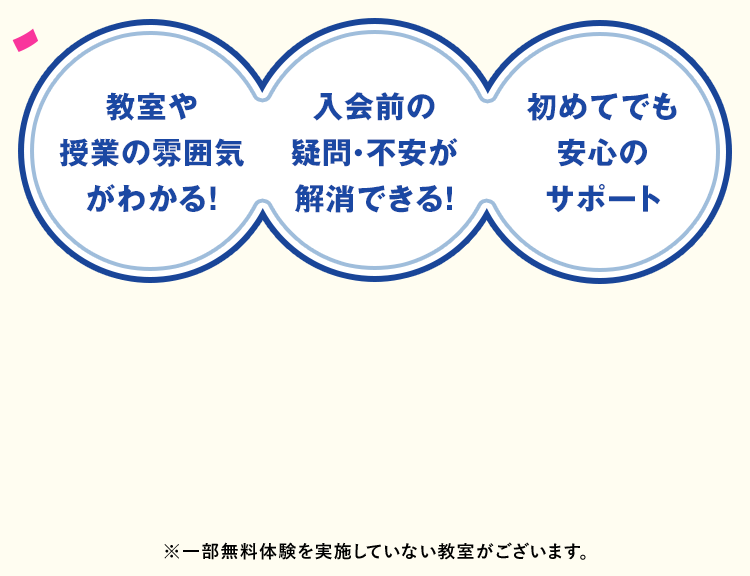 教室や
授業の雰囲気
がわかる!
入会前の
疑問・不安が
解消できる!
初めてでも
安心の
サポート
※一部無料体験を実施していない教室がございます。